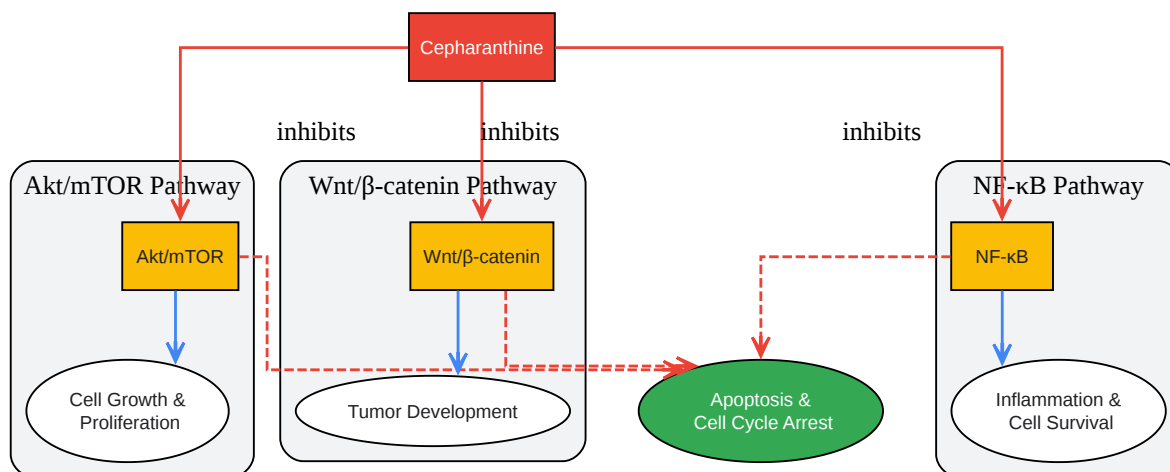 Cepharanthine
inhibits
inhibits
inhibits
Akt/mTOR Pathway
Wnt/β-catenin Pathway
NF-κB Pathway
Akt/mTOR
Wnt/β-catenin
NF-κB
Cell Growth &
Proliferation
Tumor Development
Apoptosis &
Cell Cycle Arrest
Inflammation &
Cell Survival